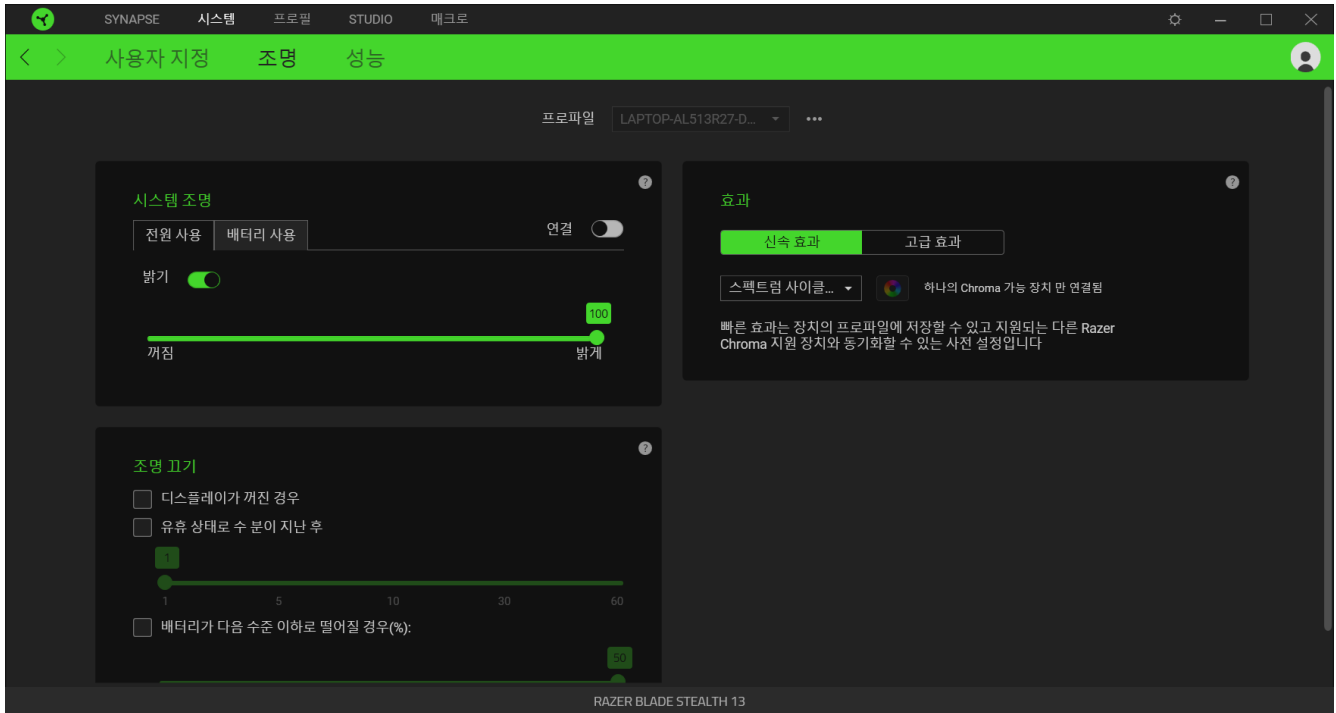 SYNAPSE 시스템 프로필 STUDIO 매크로
사용자 지정 조명 성능
프로파일 LAPTOP-AL513R27-D...
시스템 조명
전원 사용 배터리 사용 연결
밝기
100
꺼짐 밝게
효과
신속 효과 고급 효과
스펙트럼 사이클... 하나의 Chroma 가능 장치 만 연결됨
빠른 효과는 장치의 프로파일에 저장할 수 있고 지원되는 다른 Razer
Chroma 지원 장치와 동기화할 수 있는 사전 설정입니다
조명 끄기
디스플레이가 꺼진 경우
유휴 상태로 수 분이 지난 후
1
1 5 10 30 60
배터리가 다음 수준 이하로 떨어질 경우(%):
50
RAZER BLADE STEALTH 13